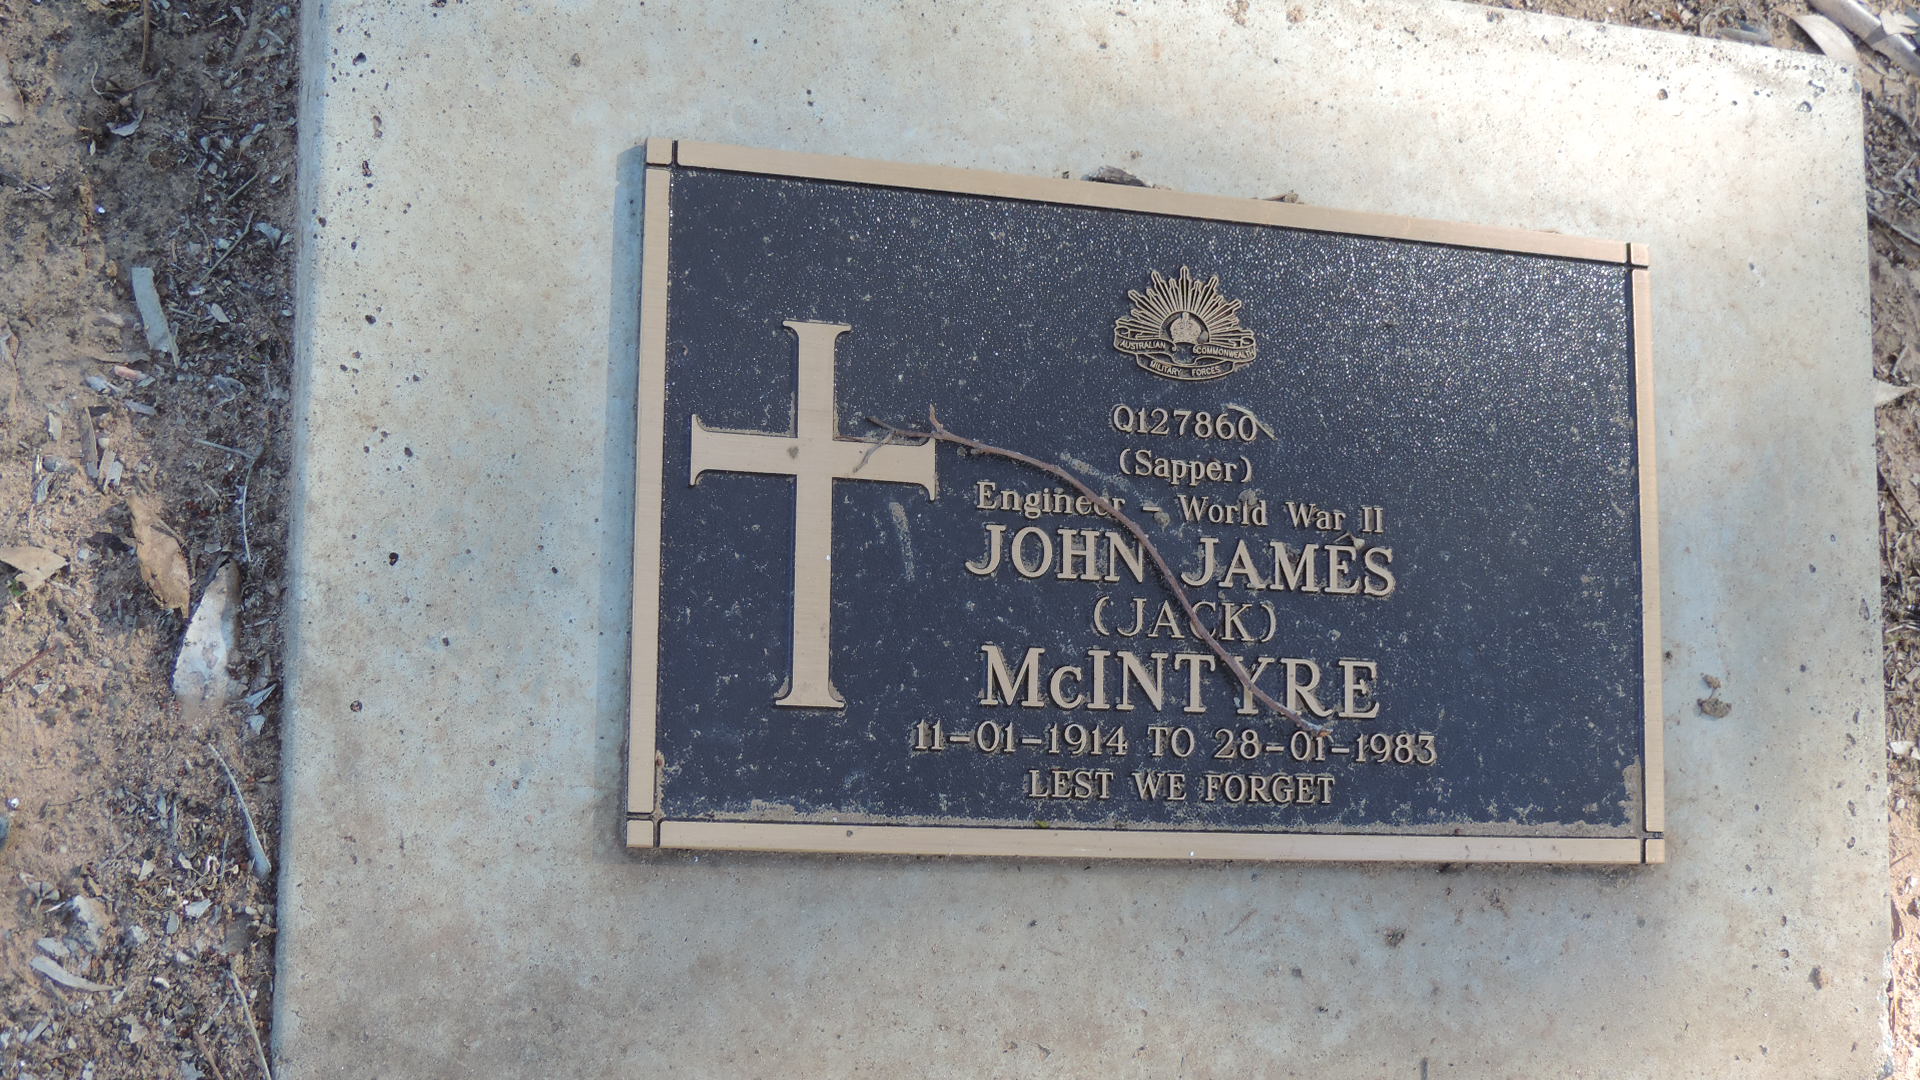 AUSTRALIAN COMMONWEALTH
MILITARY FORCES
Q127860
(Sapper)
Engineer - World War II
JOHN JAMES
(JACK)
McINTYRE
11-01-1914 TO 28-01-1983
LEST WE FORGET